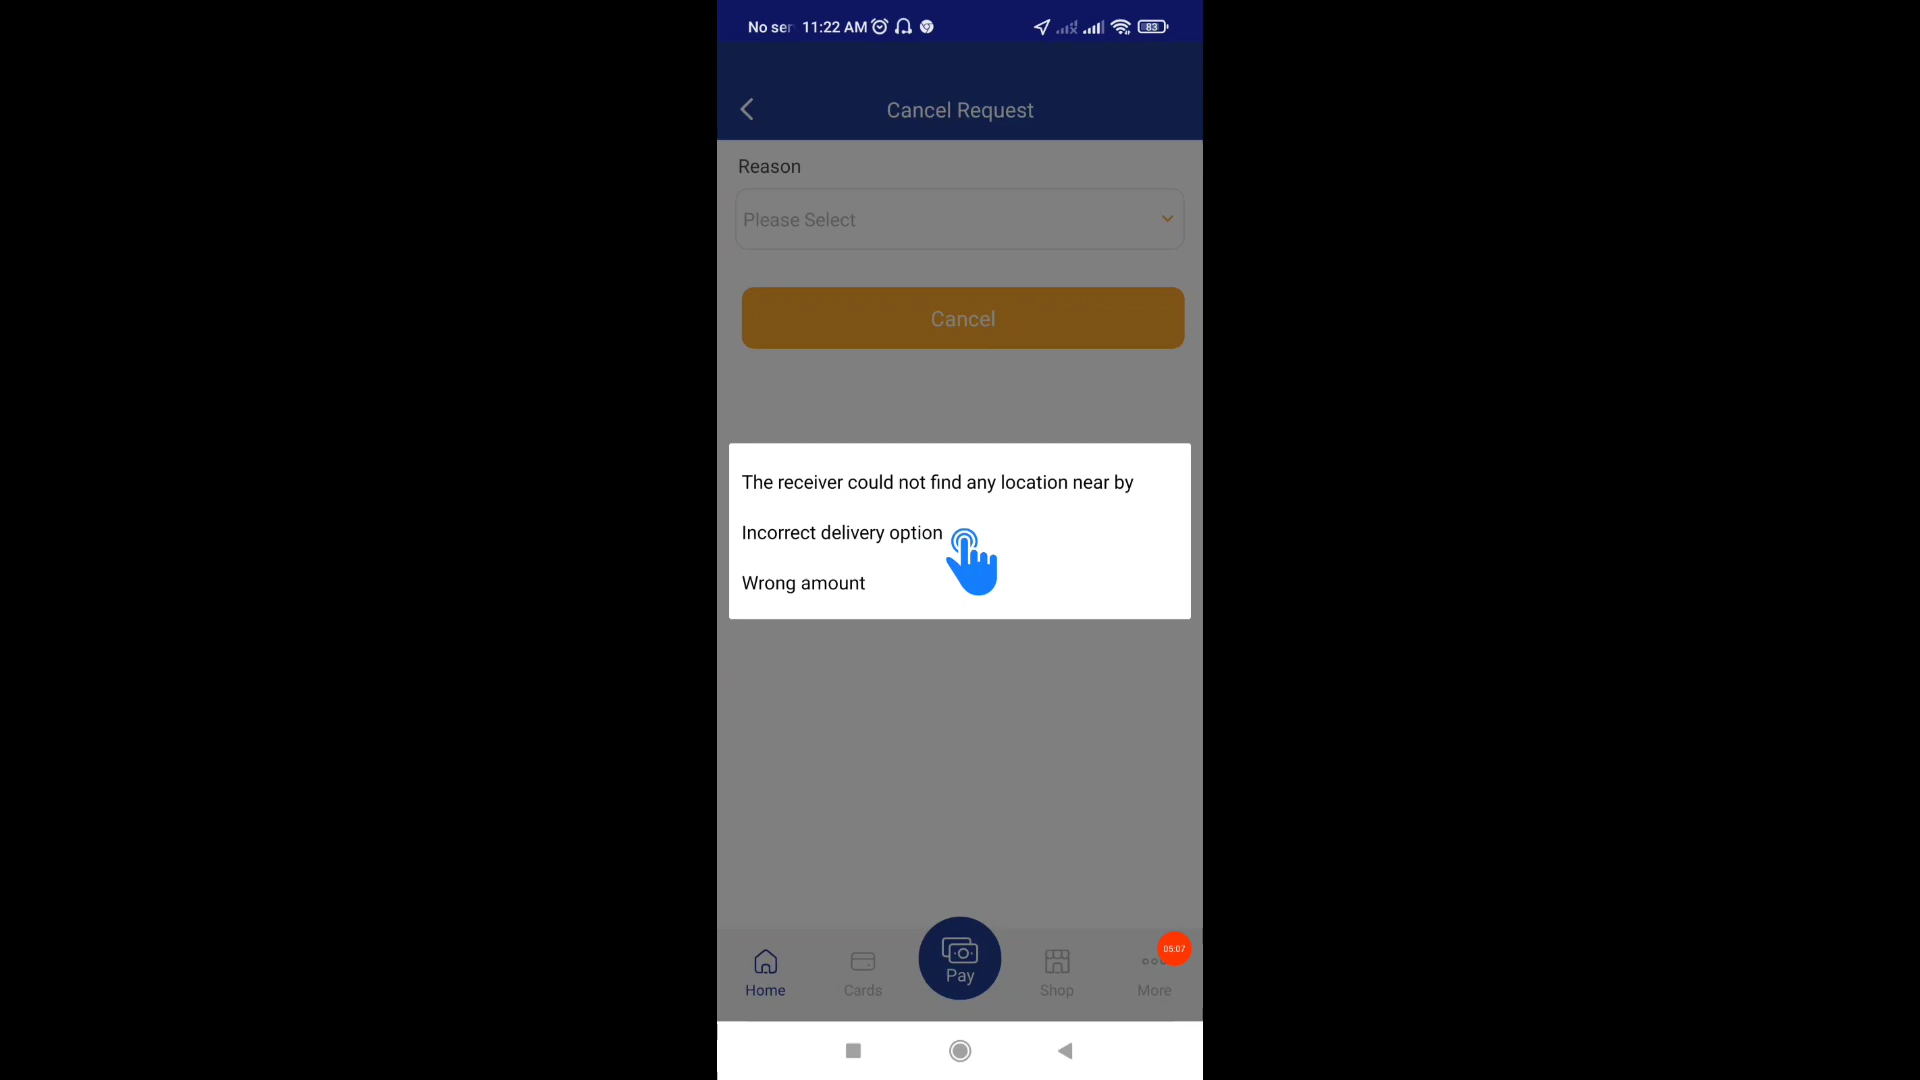 No ser 11:22 AM 83
Cancel Request
Reason
Please Select
Cancel
The receiver could not find any location near by
Incorrect delivery option
Wrong amount
05:07
Pay
Home Cards Shop More